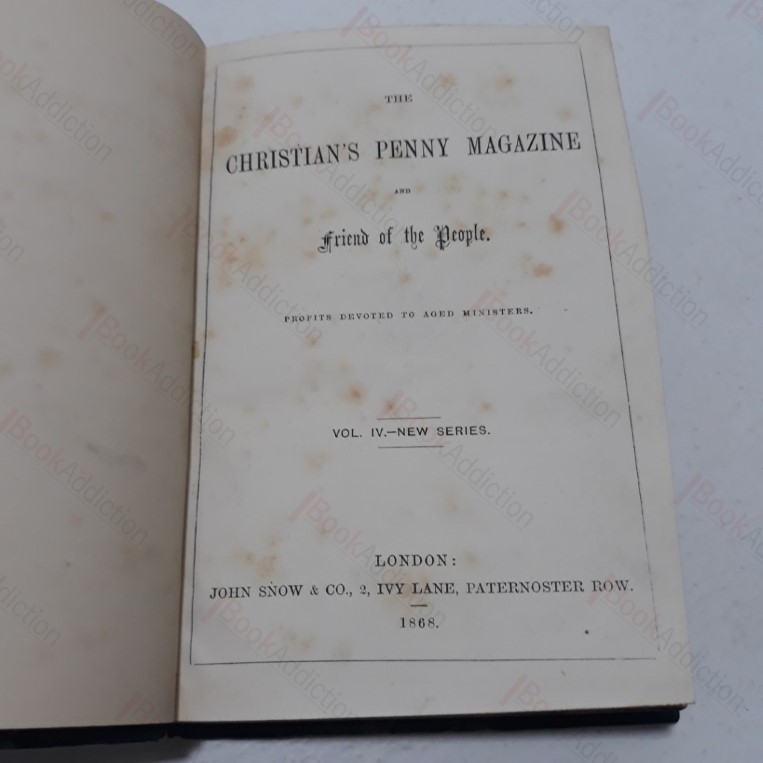 THE
CHRISTIAN'S PENNY MAGAZINE
AND
Friend of the People.
PROFITS DEVOTED TO AGED MINISTERS.
VOL. IV.—NEW SERIES.
LONDON:
JOHN SNOW & CO., 2, IVY LANE, PATERNOSTER ROW.
1868.
BookAddiction